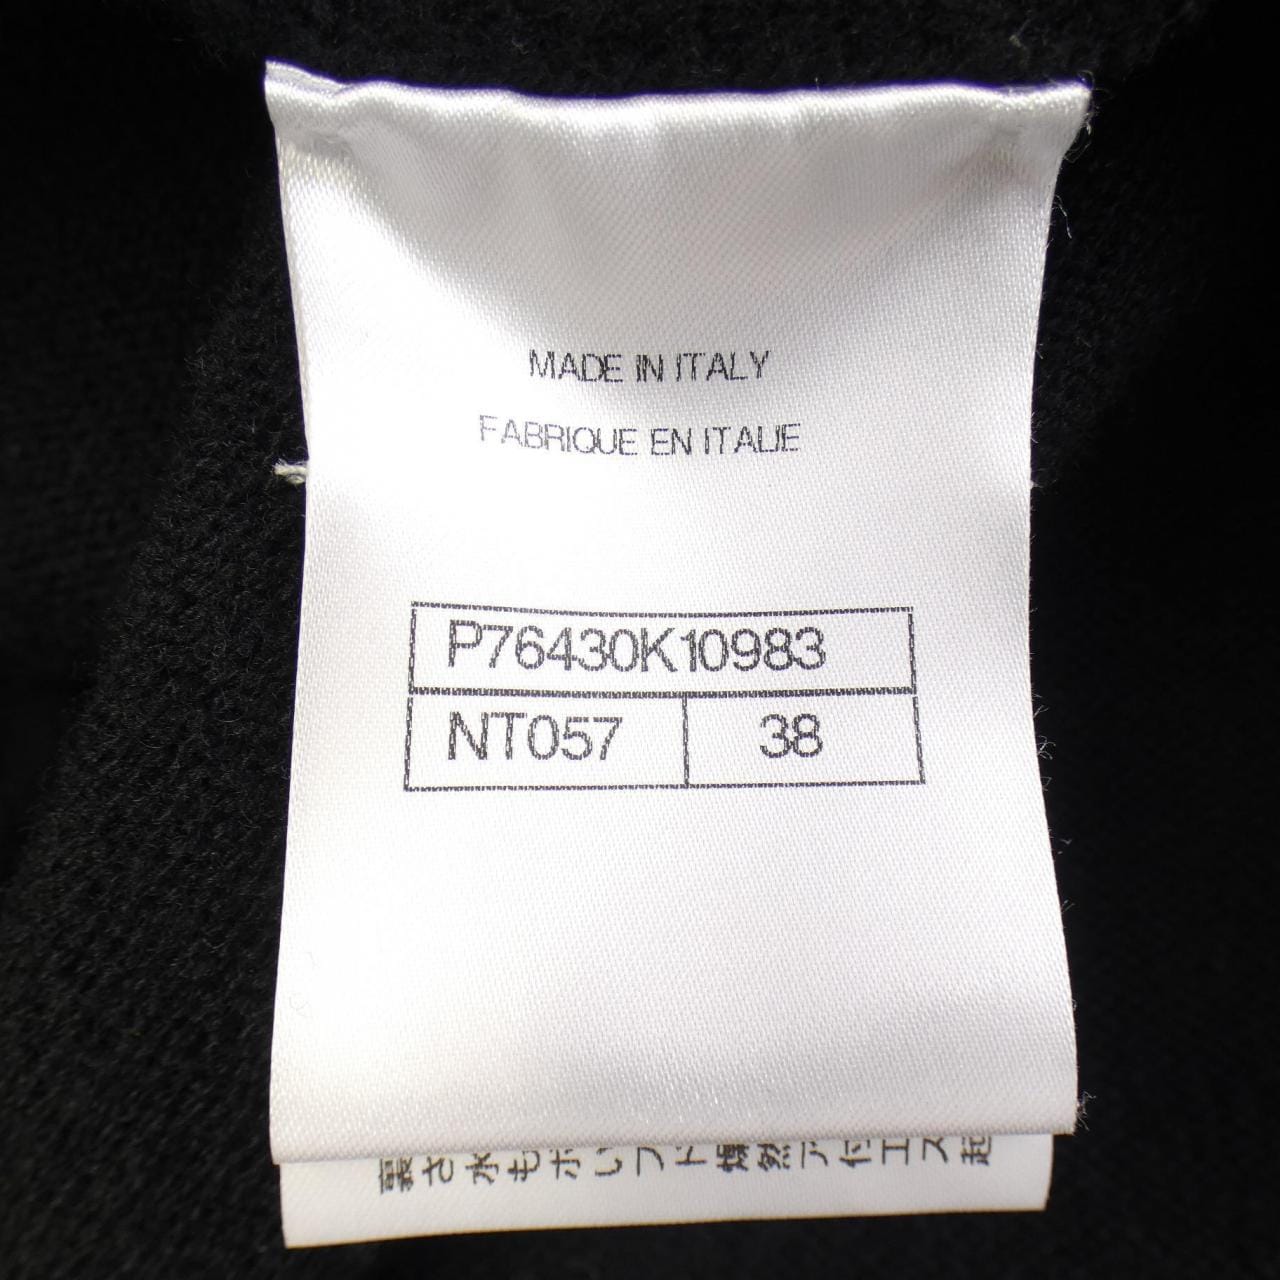 MADE IN ITALY
FABRIQUE EN ITALIE
P76430K10983
NT057 38